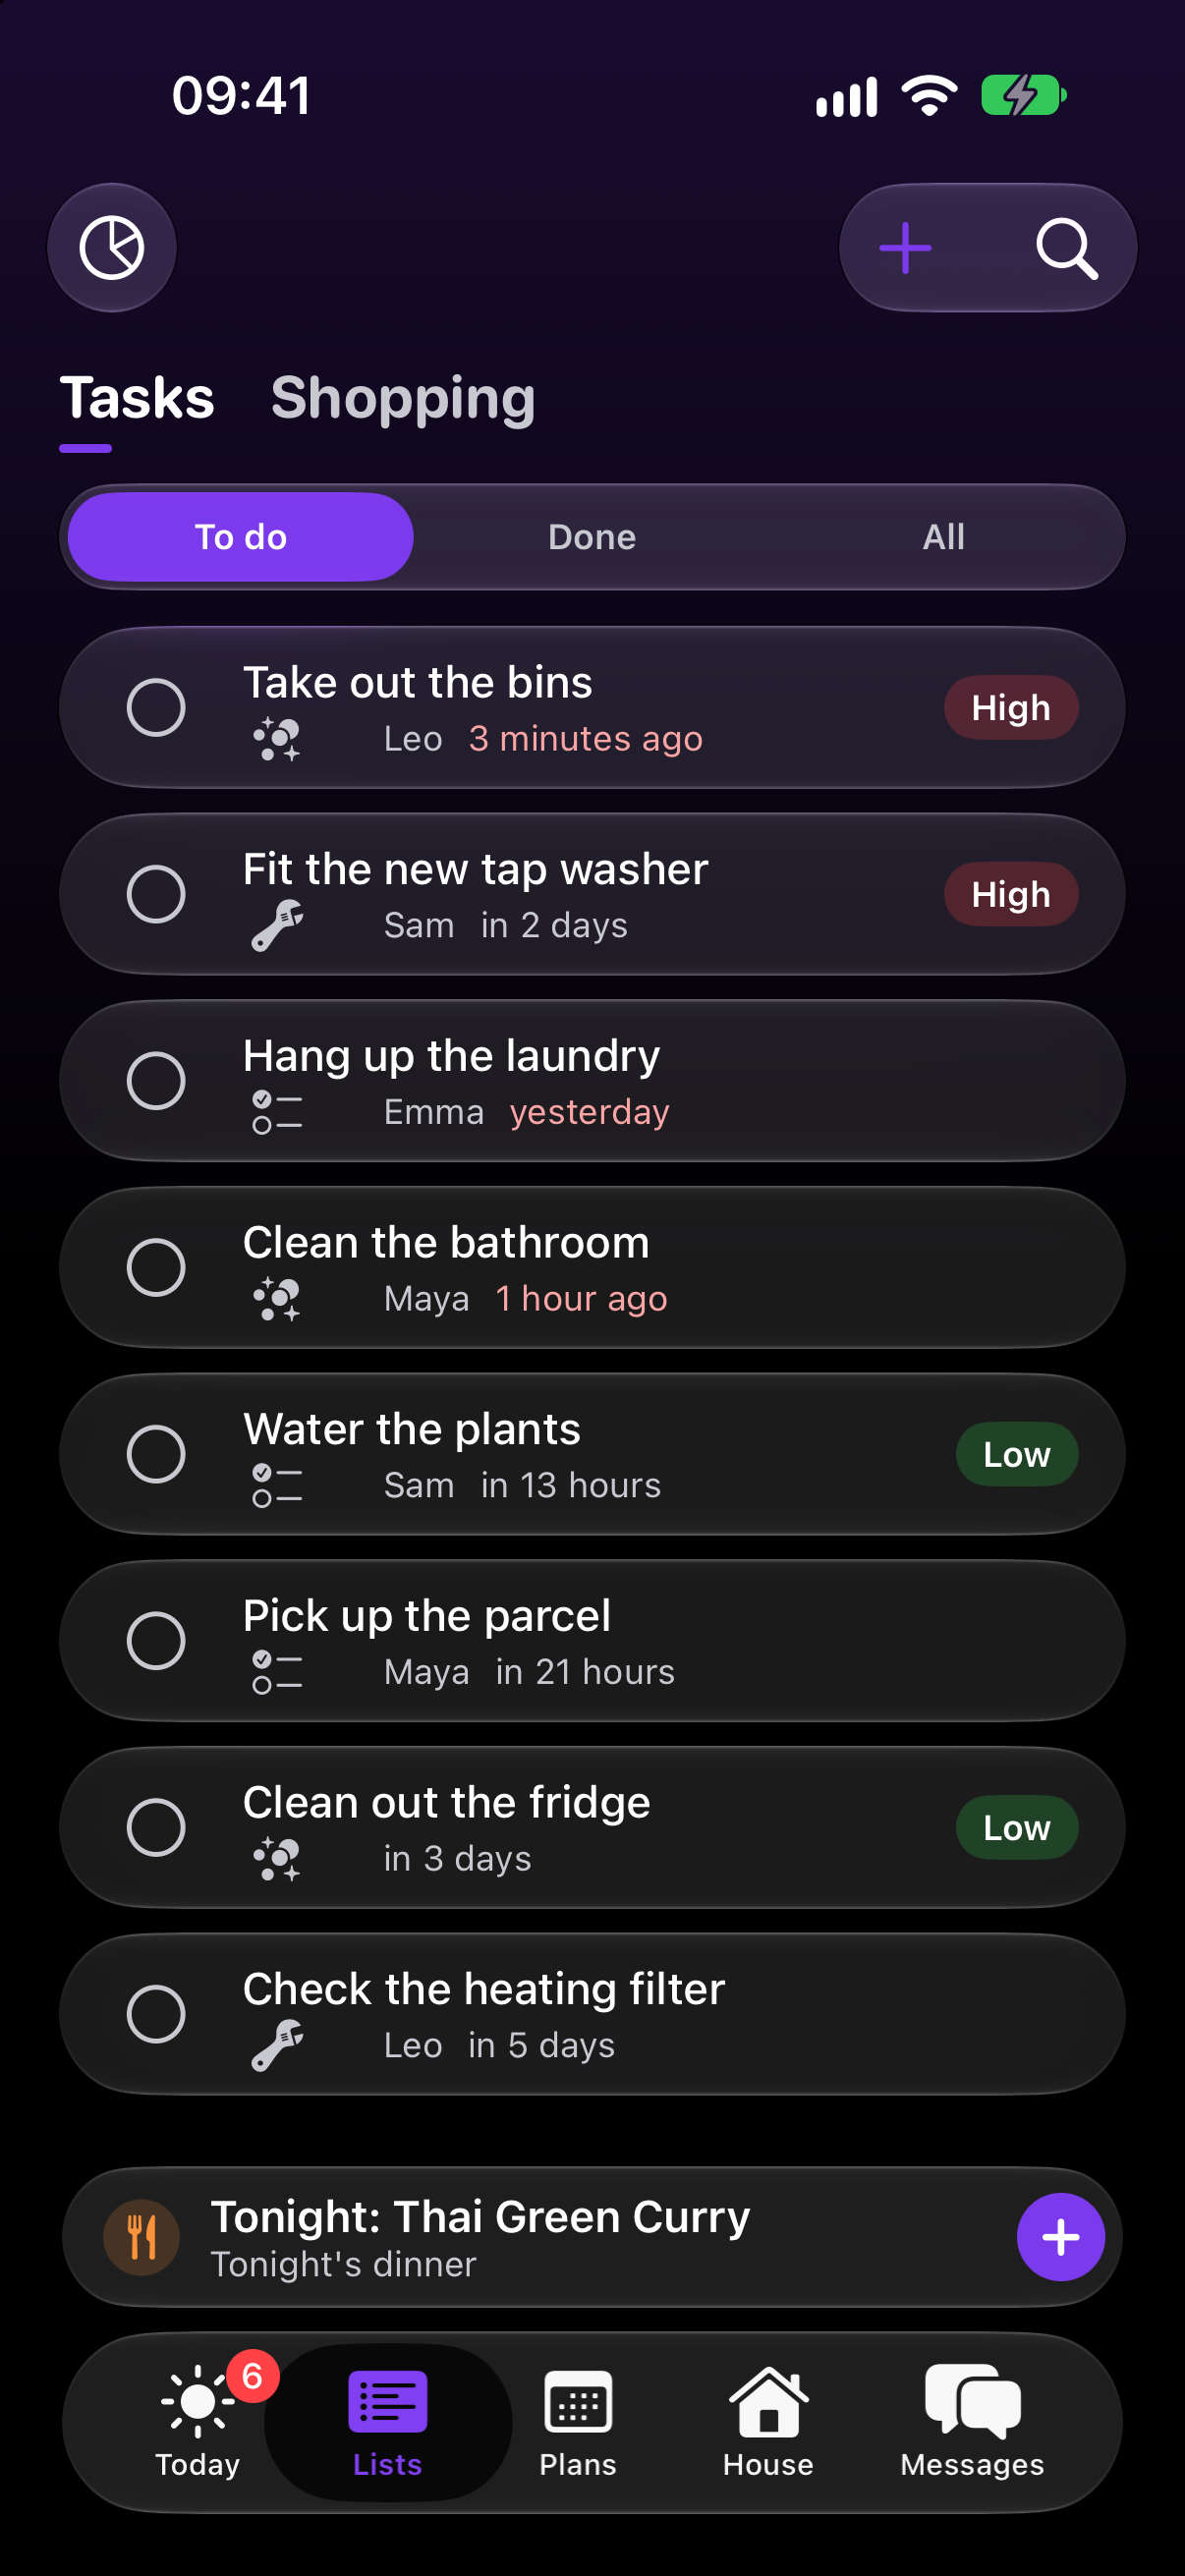 09:41
Tasks Shopping
To do Done All
Take out the bins
Leo 3 minutes ago
High
Fit the new tap washer
Sam in 2 days
High
Hang up the laundry
Emma yesterday
Clean the bathroom
Maya 1 hour ago
Water the plants
Sam in 13 hours
Low
Pick up the parcel
Maya in 21 hours
Clean out the fridge
in 3 days
Low
Check the heating filter
Leo in 5 days
Tonight: Thai Green Curry
Tonight's dinner
6
Today Lists Plans House Messages